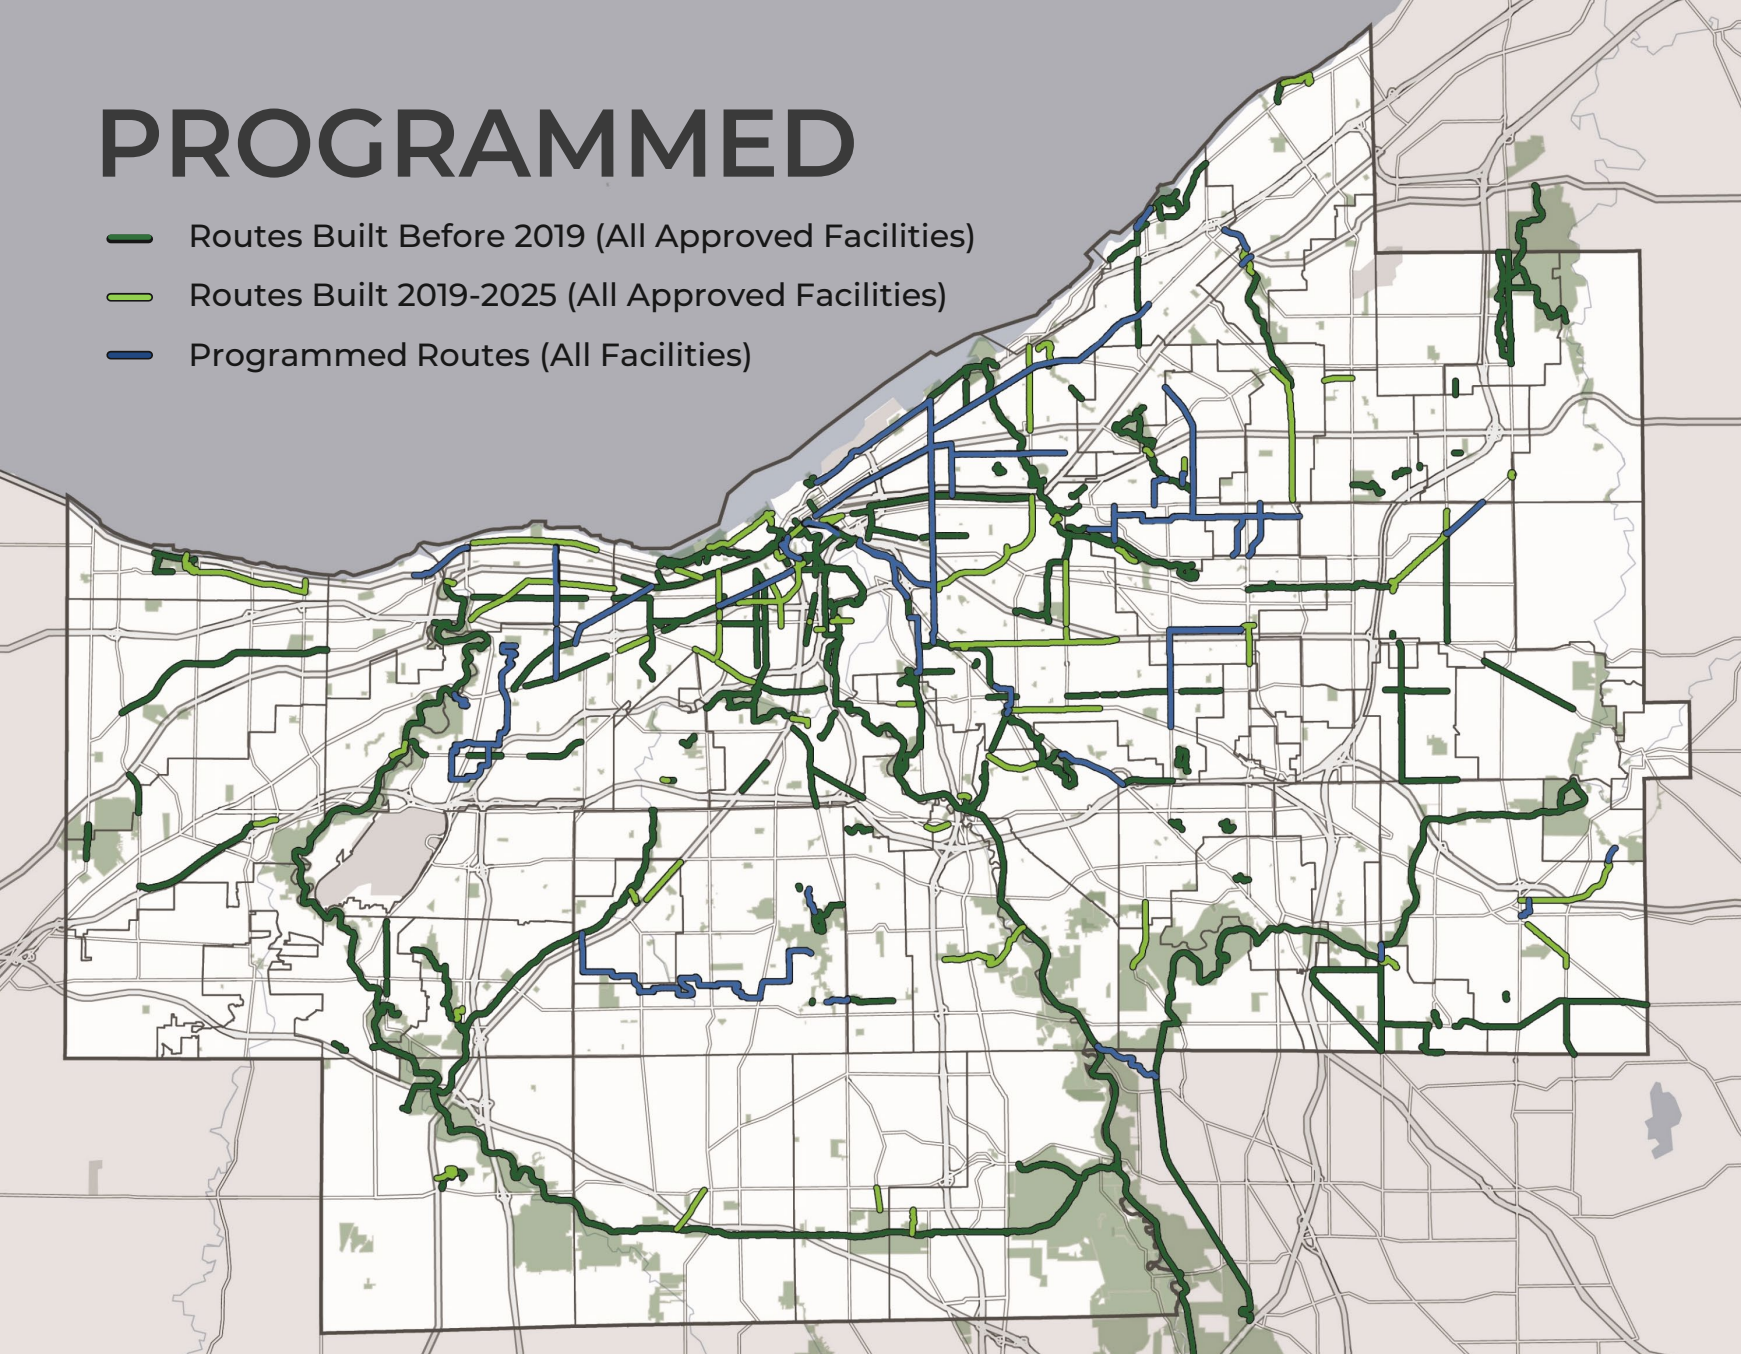 PROGRAMMED
Routes Built Before 2019 (All Approved Facilities)
Routes Built 2019-2025 (All Approved Facilities)
Programmed Routes (All Facilities)